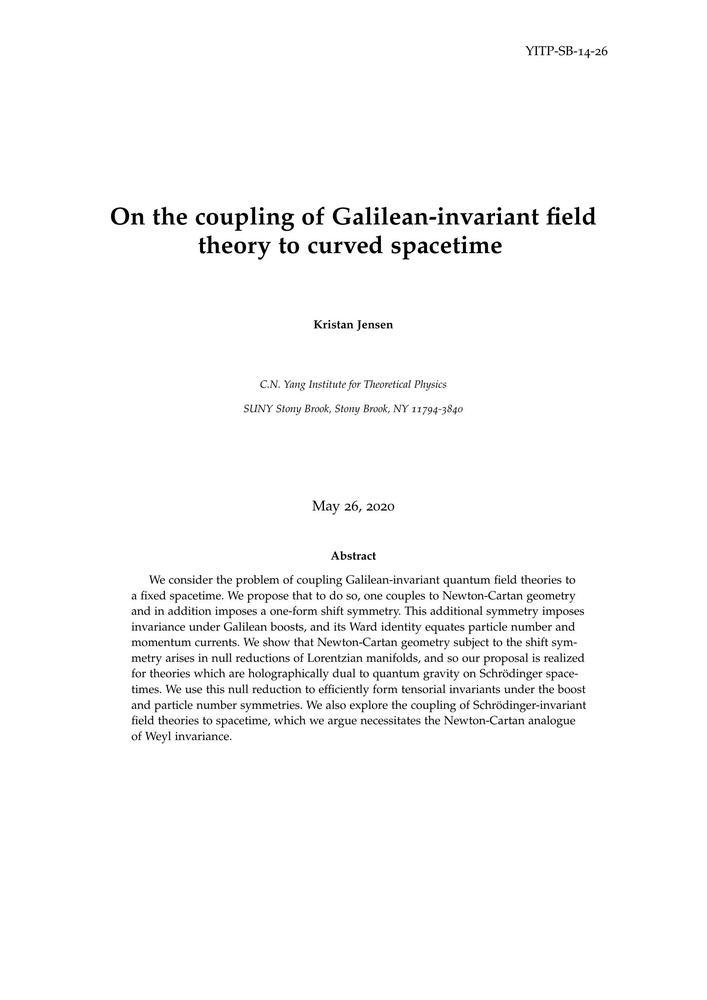 YITP-SB-14-26
On the coupling of Galilean-invariant field
theory to curved spacetime
Kristan Jensen
C.N. Yang Institute for Theoretical Physics
SUNY Stony Brook, Stony Brook, NY 11794-3840
May 26, 2020
Abstract
We consider the problem of coupling Galilean-invariant quantum field theories to
a fixed spacetime. We propose that to do so, one couples to Newton-Cartan geometry
and in addition imposes a one-form shift symmetry. This additional symmetry imposes
invariance under Galilean boosts, and its Ward identity equates particle number and
momentum currents. We show that Newton-Cartan geometry subject to the shift sym-
metry arises in null reductions of Lorentzian manifolds, and so our proposal is realized
for theories which are holographically dual to quantum gravity on Schrödinger space-
times. We use this null reduction to efficiently form tensorial invariants under the boost
and particle number symmetries. We also explore the coupling of Schrödinger-invariant
field theories to spacetime, which we argue necessitates the Newton-Cartan analogue
of Weyl invariance.